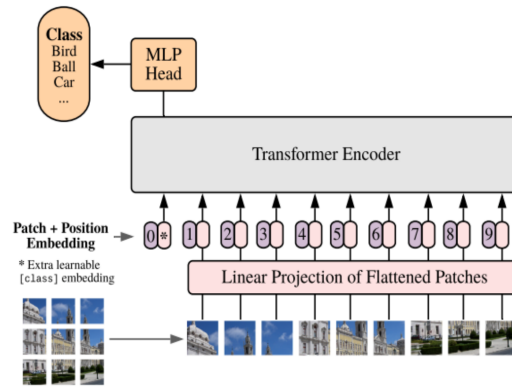 Class
Bird
Ball
Car
...
MLP
Head
Transformer Encoder
Patch + Position
Embedding
0 * 1 2 3 4 5 6 7 8 9
* Extra learnable
[class] embedding
Linear Projection of Flattened Patches